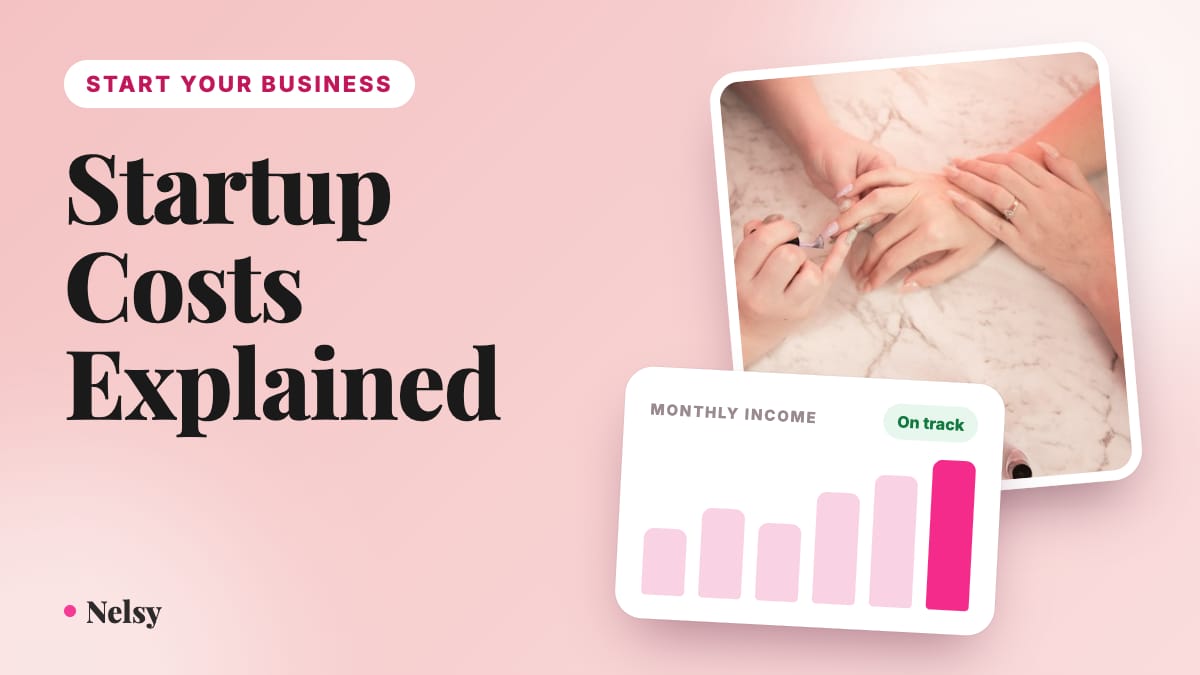 START YOUR BUSINESS
Startup
Costs
Explained
MONTHLY INCOME
On track
Nelsy